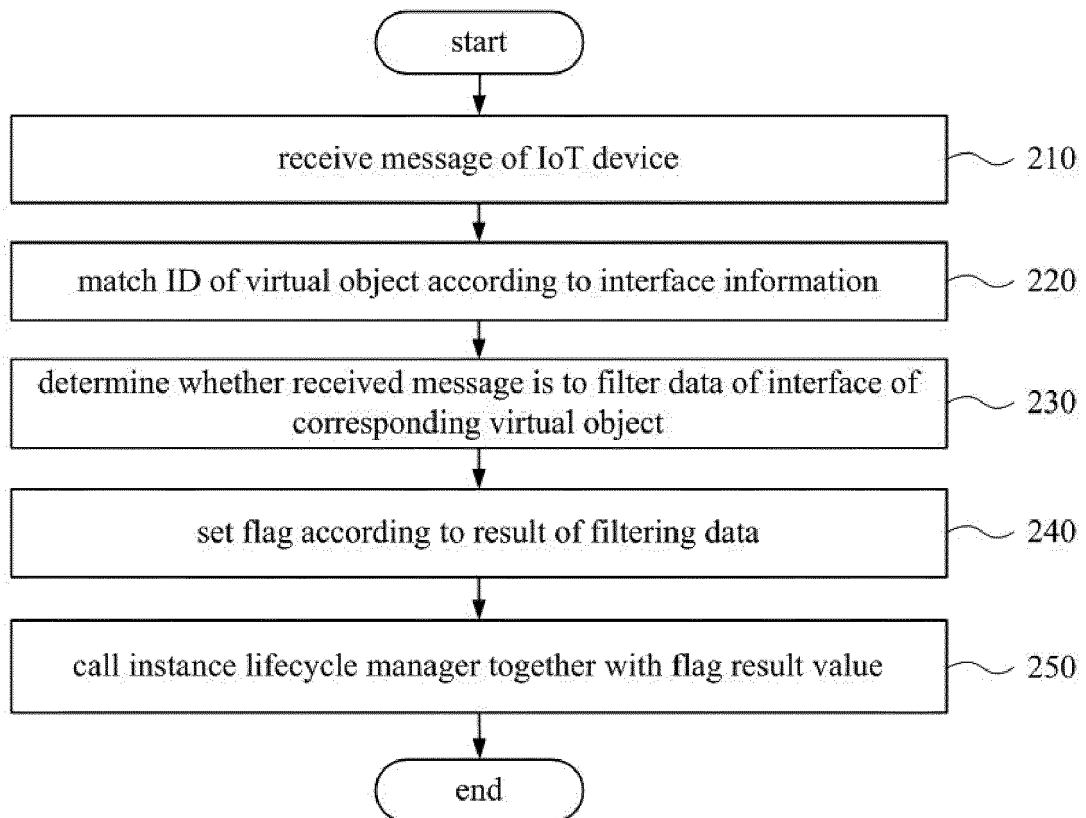 start
receive message of IoT device
210
match ID of virtual object according to interface information
220
determine whether received message is to filter data of interface of
corresponding virtual object
230
set flag according to result of filtering data
240
call instance lifecycle manager together with flag result value
250
end